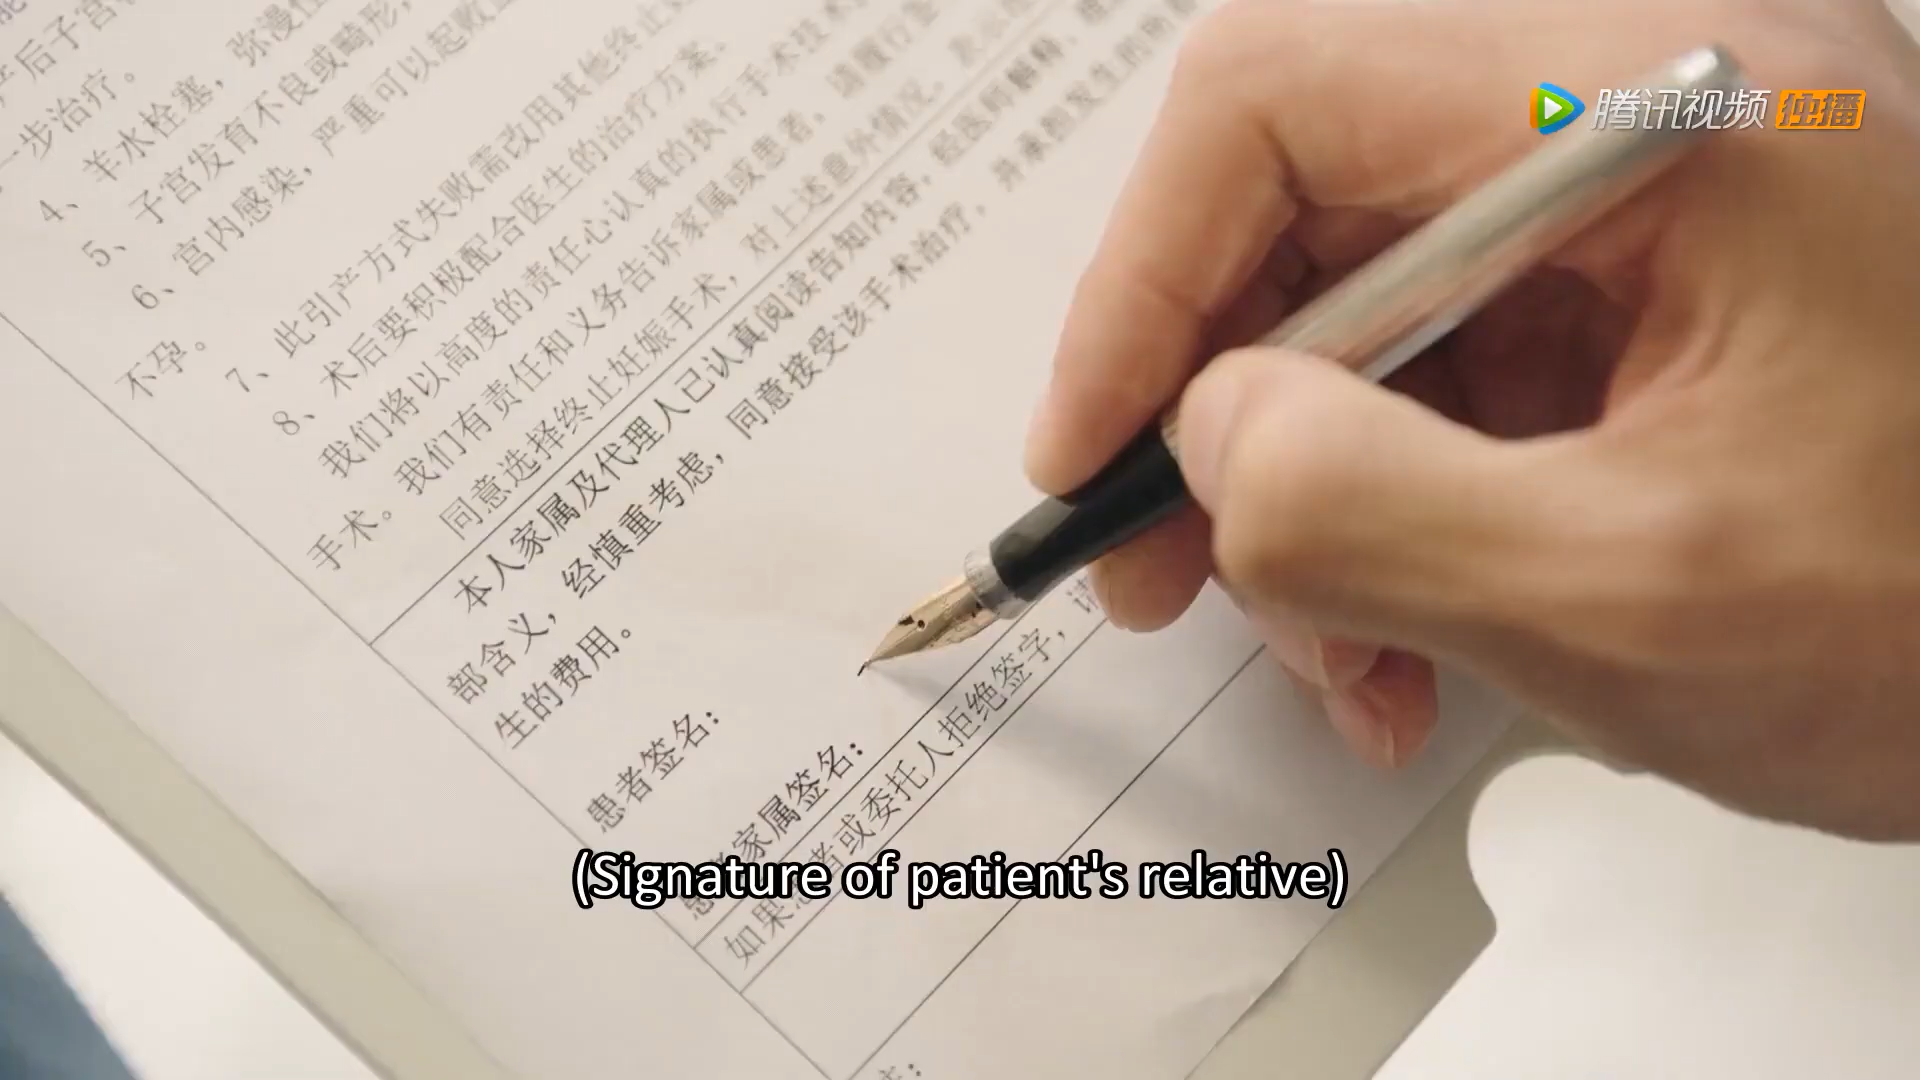 产后子宫
一步治疗。
4、羊水栓塞，弥漫性
5、子宫发育不良或畸形，
6、宫内感染，严重可以起败
不孕。
7、此引产方式失败需改用其他终止
8、术后要积极配合医生的治疗方案。
我们将以高度的责任心认真的执行手术技术
手术。我们有责任和义务告诉家属或患者，请履行签
同意选择终止妊娠手术，对上述意外情况，表示
本人家属及代理人已认真阅读告知内容，经医师解释，
部含义，经慎重考虑，同意接受该手术治疗，并承担发生的
生的费用。
患者签名：
患者家属签名：
如果患者或委托人拒绝签字，请
腾讯视频 独播
(Signature of patient's relative)